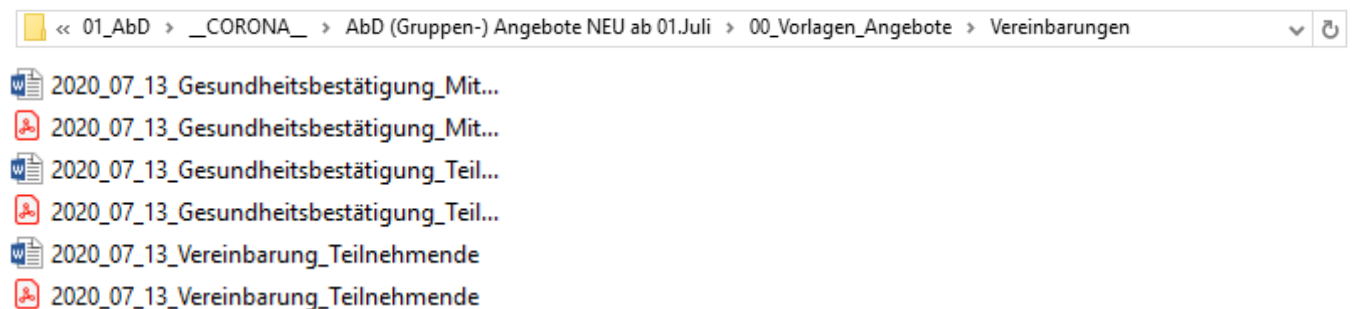 « 01_AbD > __CORONA__ > AbD (Gruppen-) Angebote NEU ab 01.Juli > 00_Vorlagen_Angebote > Vereinbarungen
2020_07_13_Gesundheitsbestätigung_Mit...
2020_07_13_Gesundheitsbestätigung_Mit...
2020_07_13_Gesundheitsbestätigung_Teil...
2020_07_13_Gesundheitsbestätigung_Teil...
2020_07_13_Vereinbarung_Teilnehmende
2020_07_13_Vereinbarung_Teilnehmende